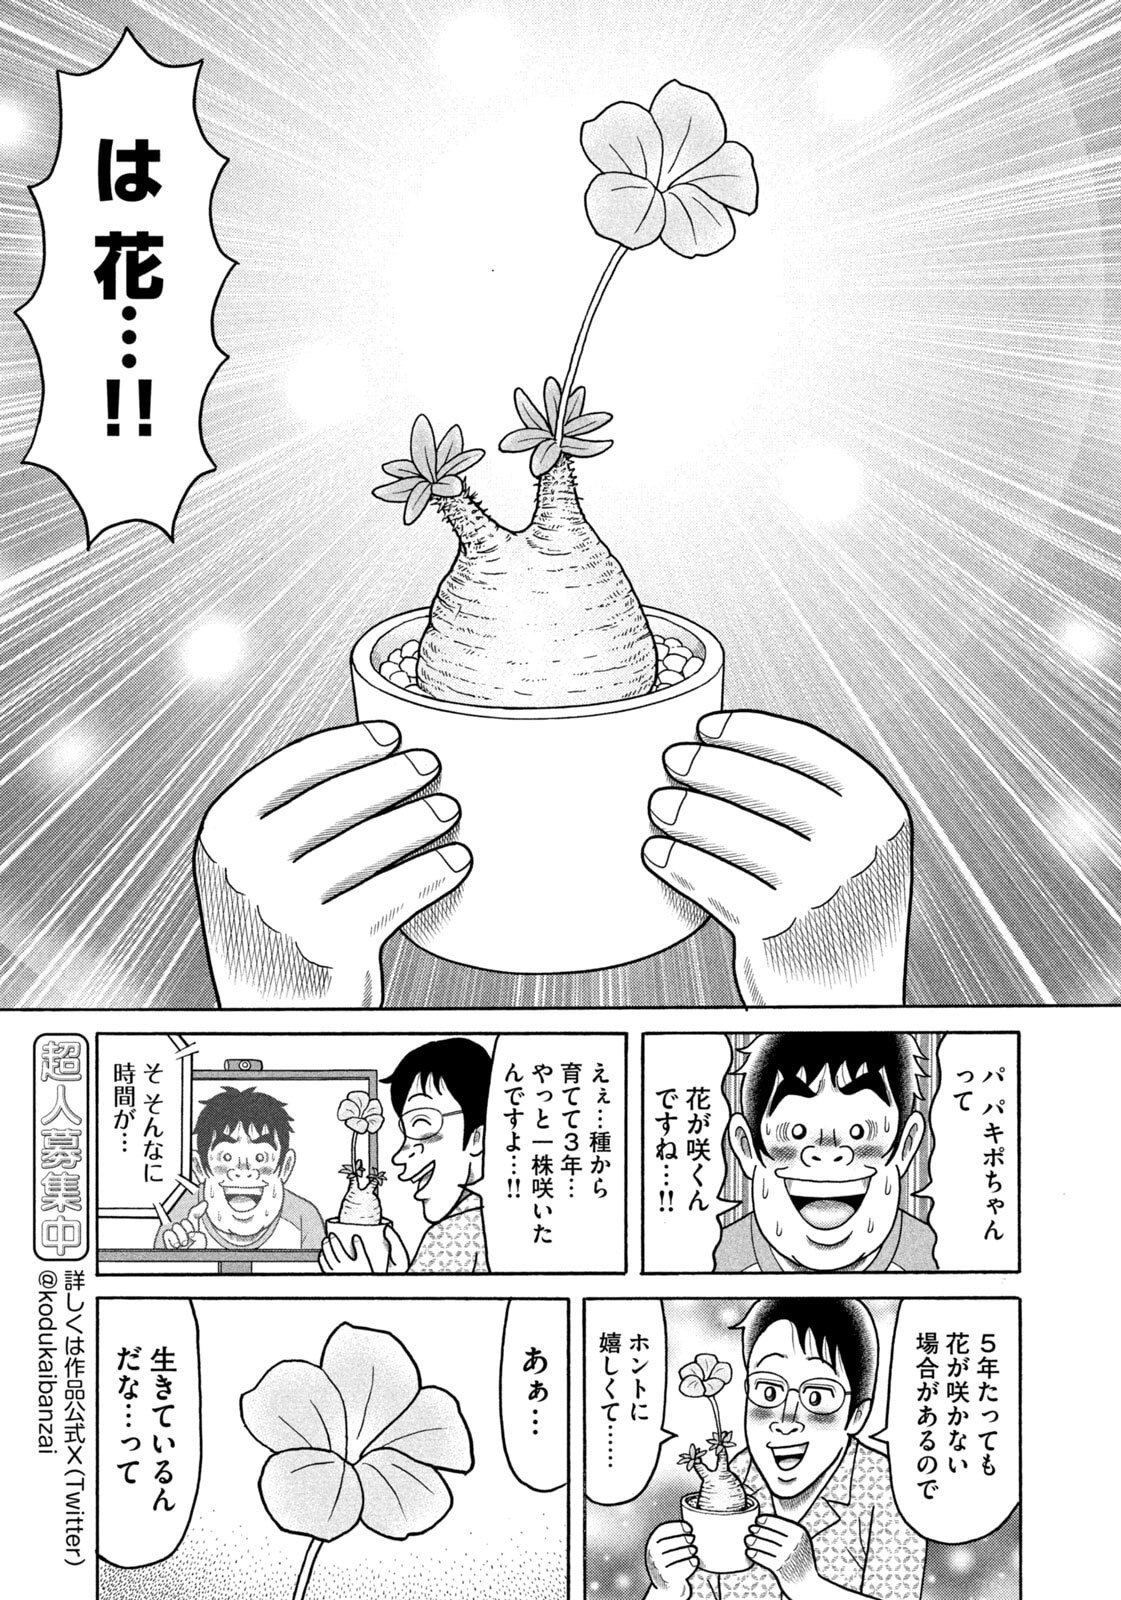 は
花…!!
パ パキポちゃん
って
花が咲くん
ですね…!!
えぇ…種から
育てて3年…
やっと一株咲いた
んですよ…!!
そ そんなに
時間が…
5年たっても
花が咲かない
場合があるので
ホントに
嬉しくて……
あぁ…
生きているん
だな…って
超人募集中
詳しくは作品公式X(Twitter)
@kodukaibanzai